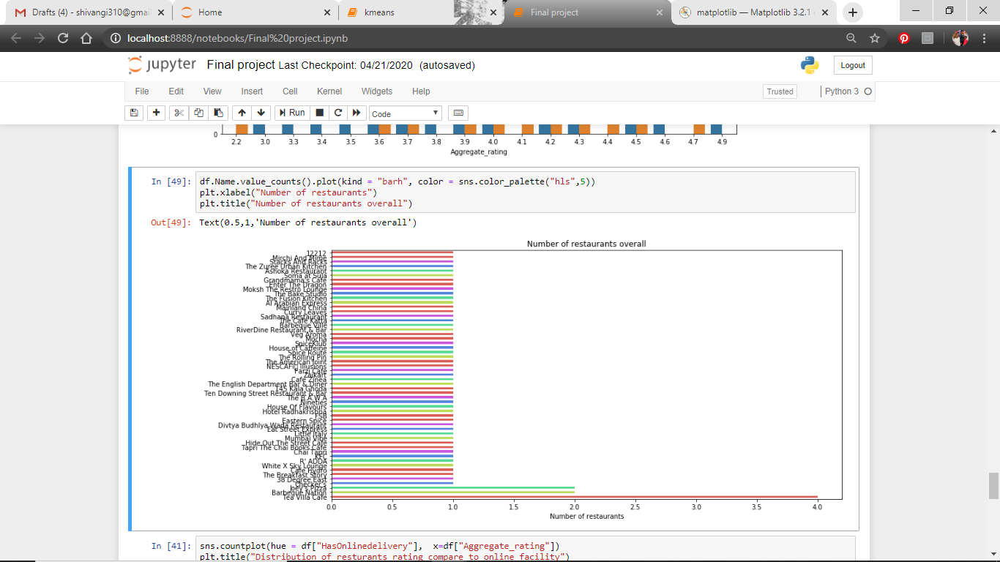 Drafts (4) - shivangi310@gmai
Home
kmeans
Final project
matplotlib — Matplotlib 3.2.1 
localhost:8888/notebooks/Final%20project.ipynb
jupyter Final project Last Checkpoint: 04/21/2020 (autosaved)
Logout
File Edit View Insert Cell Kernel Widgets Help
Trusted
Python 3
Run
Code
0
2.2 3.0 3.3 3.4 3.5 3.6 3.7 3.8 3.9 4.0 4.1 4.2 4.3 4.4 4.5 4.6 4.7 4.9
Aggregate_rating
In [49]: df.Name.value_counts().plot(kind = "barh", color = sns.color_palette("hls",5))
plt.xlabel("Number of restaurants")
plt.title("Number of restaurants overall")
Out[49]: Text(0.5,1,'Number of restaurants overall')
Number of restaurants overall
12212
Mirchi And Mime
Stacks And Racks
The Zuree Urban Kitchen
Ashoka Restaurant
Soma at Suja
Grandmama's Cafe
Enter The Dragon
Moksh The Restro Lounge
The Bake Studio
The Fusion Kitchen
Al Arabian Express
Mainland China
Curry Leaves
Sadhana Restaurant
The Cafe Katta
Barbeque Ville
RiverDine Restaurant & Bar
Veg Aroma
Mocha
SpiceKlub
House of Caffeine
Spice Route
The Rolling Pin
The American Joint
Illusions
Farzi Cafe
Zaikart
Cafe Zinea
The English Department Bar & Diner
145 Kala Ghoda
Ten Downing Street Restaurant & Bar
The B.A.W.A
Nineties
House Of Flavours
Hotel Radhakrishna
FSB
Eastern Spice
Divtya Budhlya Wada Restaurant
Eat Street Express
Little Italy
Mumbai Vibe
Hide Out The Street Cafe
Tapri The Chai Books Cafe
Chai Tapri
KFC
R' ADDA
White X Sky Lounge
Cafe Hydro
The Breakfast Story
38 Degree East
Checker's
Joey's Pizza
Barbeque Nation
Tea Villa Cafe
0.0 0.5 1.0 1.5 2.0 2.5 3.0 3.5 4.0
Number of restaurants
In [41]: sns.countplot(hue = df["HasOnlinedelivery"], x=df["Aggregate_rating"])
plt.title("Distribution of resturants rating compare to online facility")